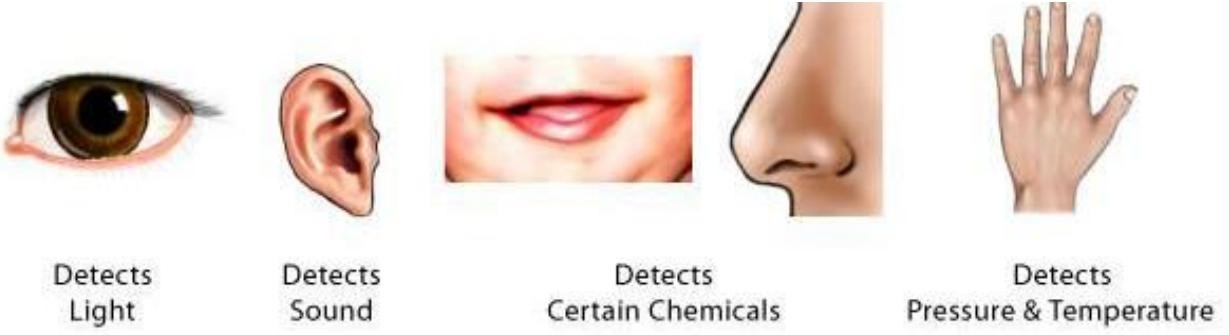 Detects
Light
Detects
Sound
Detects
Certain Chemicals
Detects
Pressure & Temperature